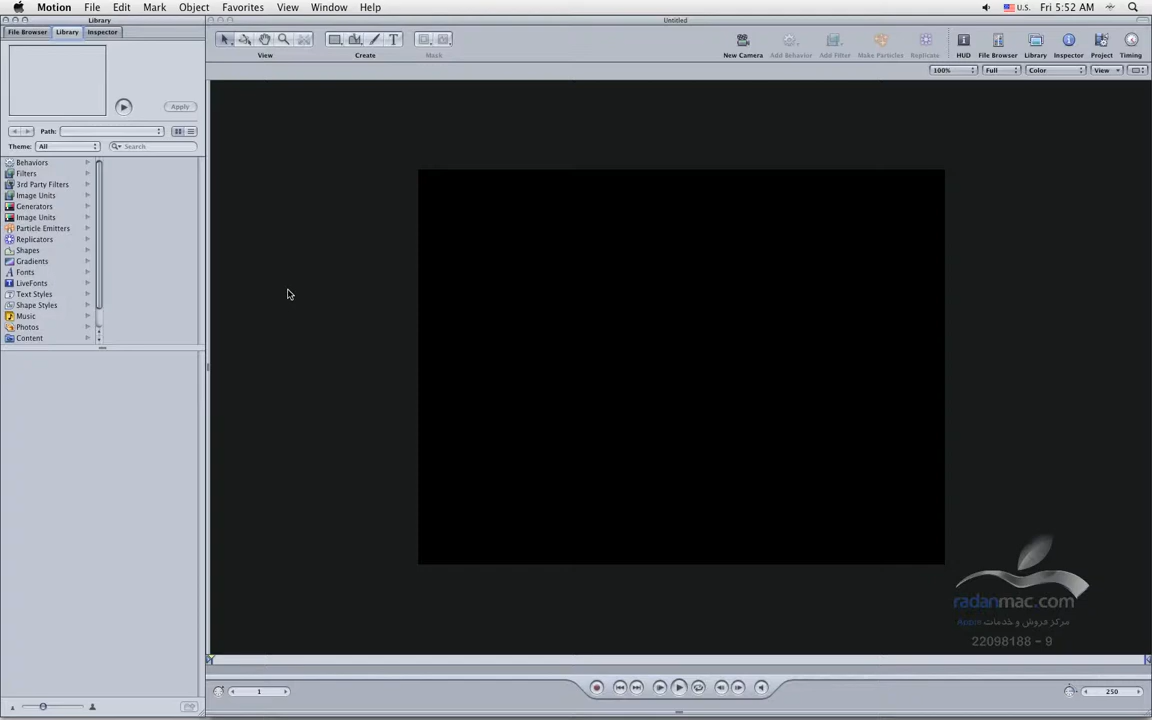 Motion File Edit Mark Object Favorites View Window Help U.S. Fri 5:52 AM
Library
Untitled
File Browser Library Inspector
View Create Mask
New Camera Add Behavior Add Filter Make Particles Replicate HUD File Browser Library Inspector Project Timing
100% Full Color View
Apply
Path:
Theme: All Search
Behaviors
Filters
3rd Party Filters
Image Units
Generators
Image Units
Particle Emitters
Replicators
Shapes
Gradients
Fonts
LiveFonts
Text Styles
Shape Styles
Music
Photos
Content
radanmac.com
مرکز فروش و خدمات Apple
22098188 - 9
1
250